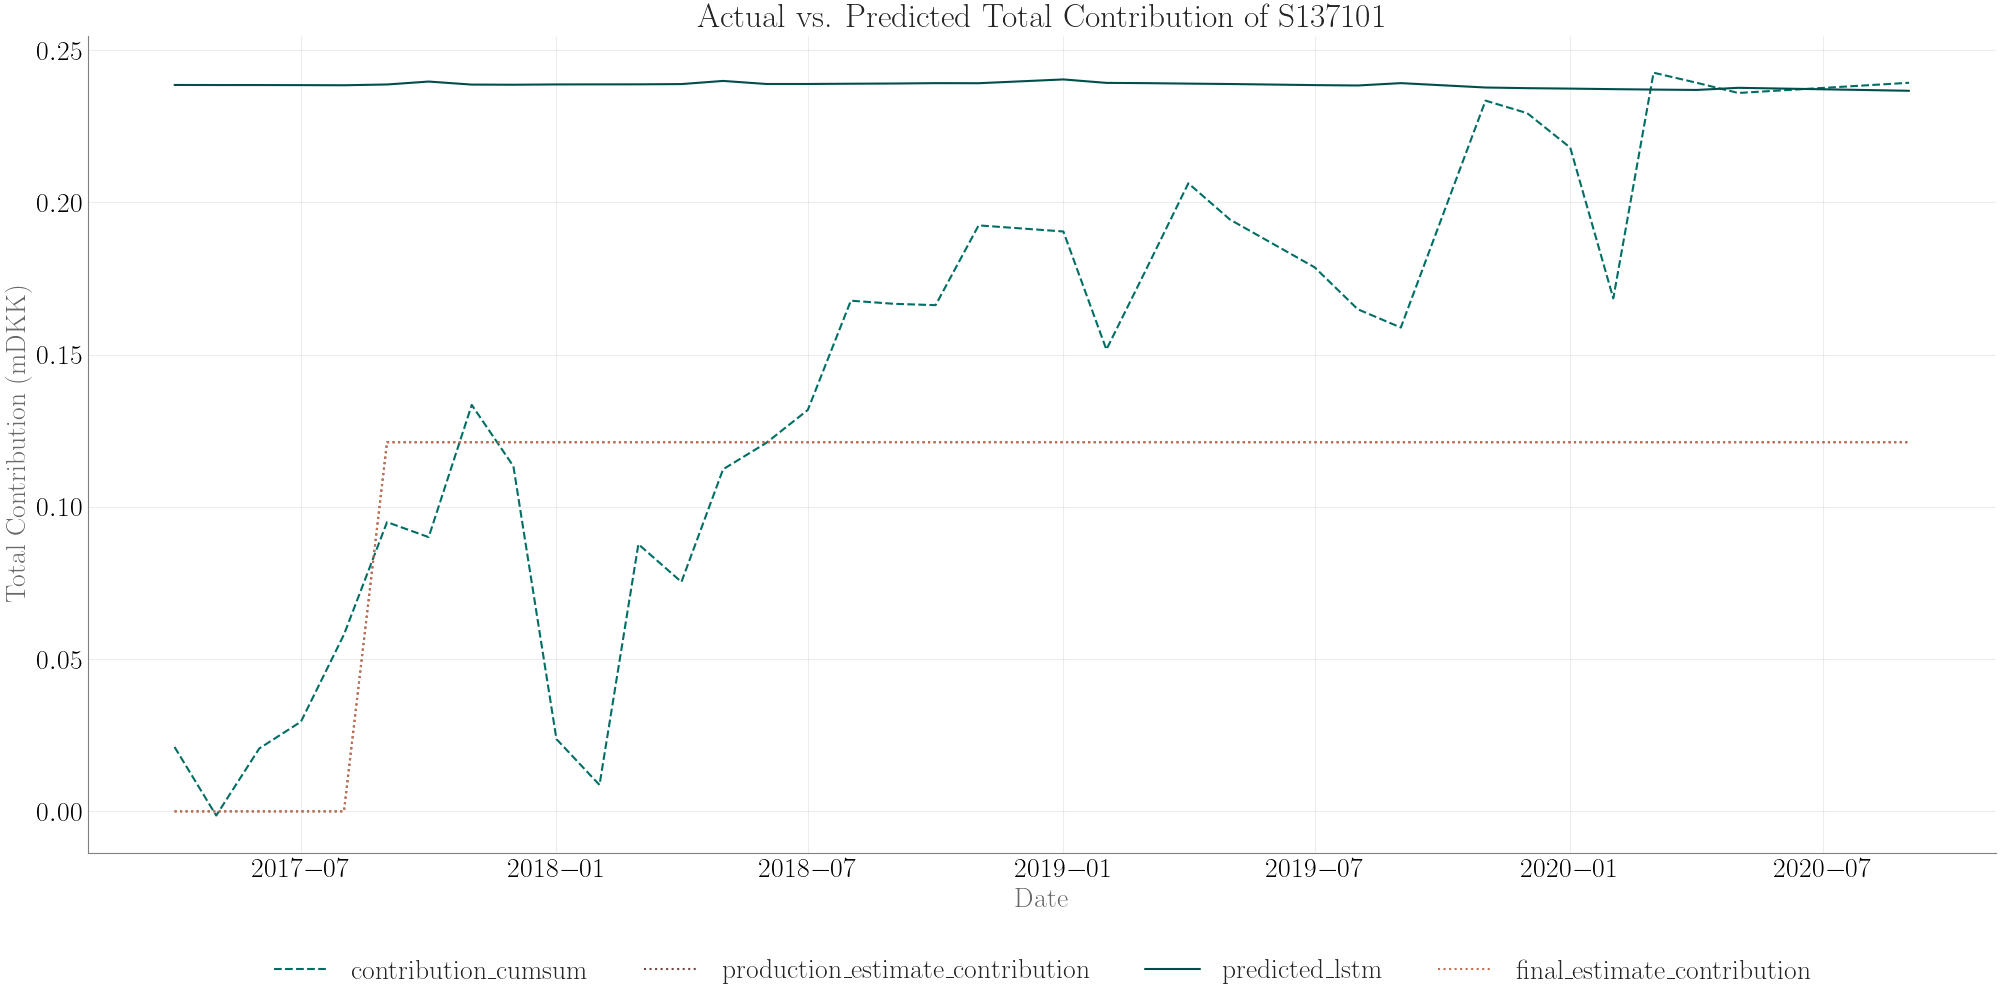 Actual vs. Predicted Total Contribution of S137101
Total Contribution (mDKK)
0.25
0.20
0.15
0.10
0.05
0.00
2017−07 2018−01 2018−07 2019−01 2019−07 2020−01 2020−07
Date
contribution_cumsum production_estimate_contribution predicted_lstm final_estimate_contribution